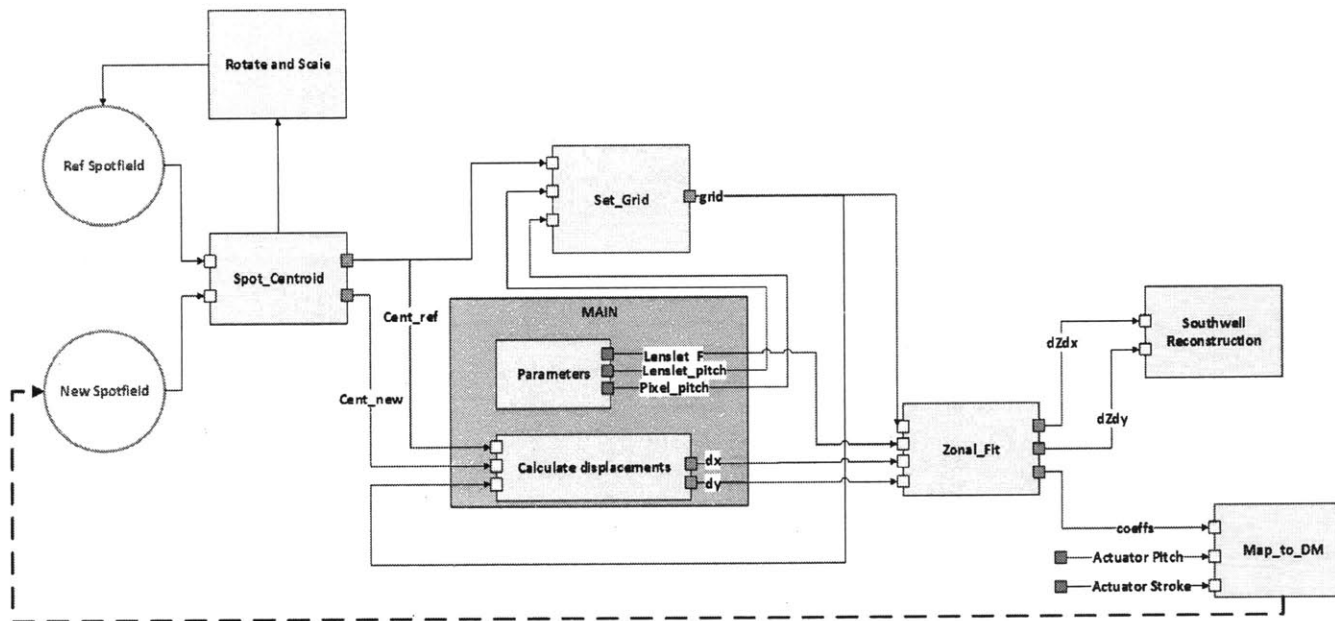 Rotate and Scale
Ref Spotfield
Set_Grid
grid
Spot_Centroid
Cent_ref
MAIN
Southwell
Reconstruction
dZdx
Lenslet_F
Parameters
Lenslet_pitch
Pixel_pitch
New Spotfield
Cent_new
dZdy
Zonal_Fit
Calculate displacements
dx
dy
coeffs
Actuator Pitch
Map_to_DM
Actuator Stroke